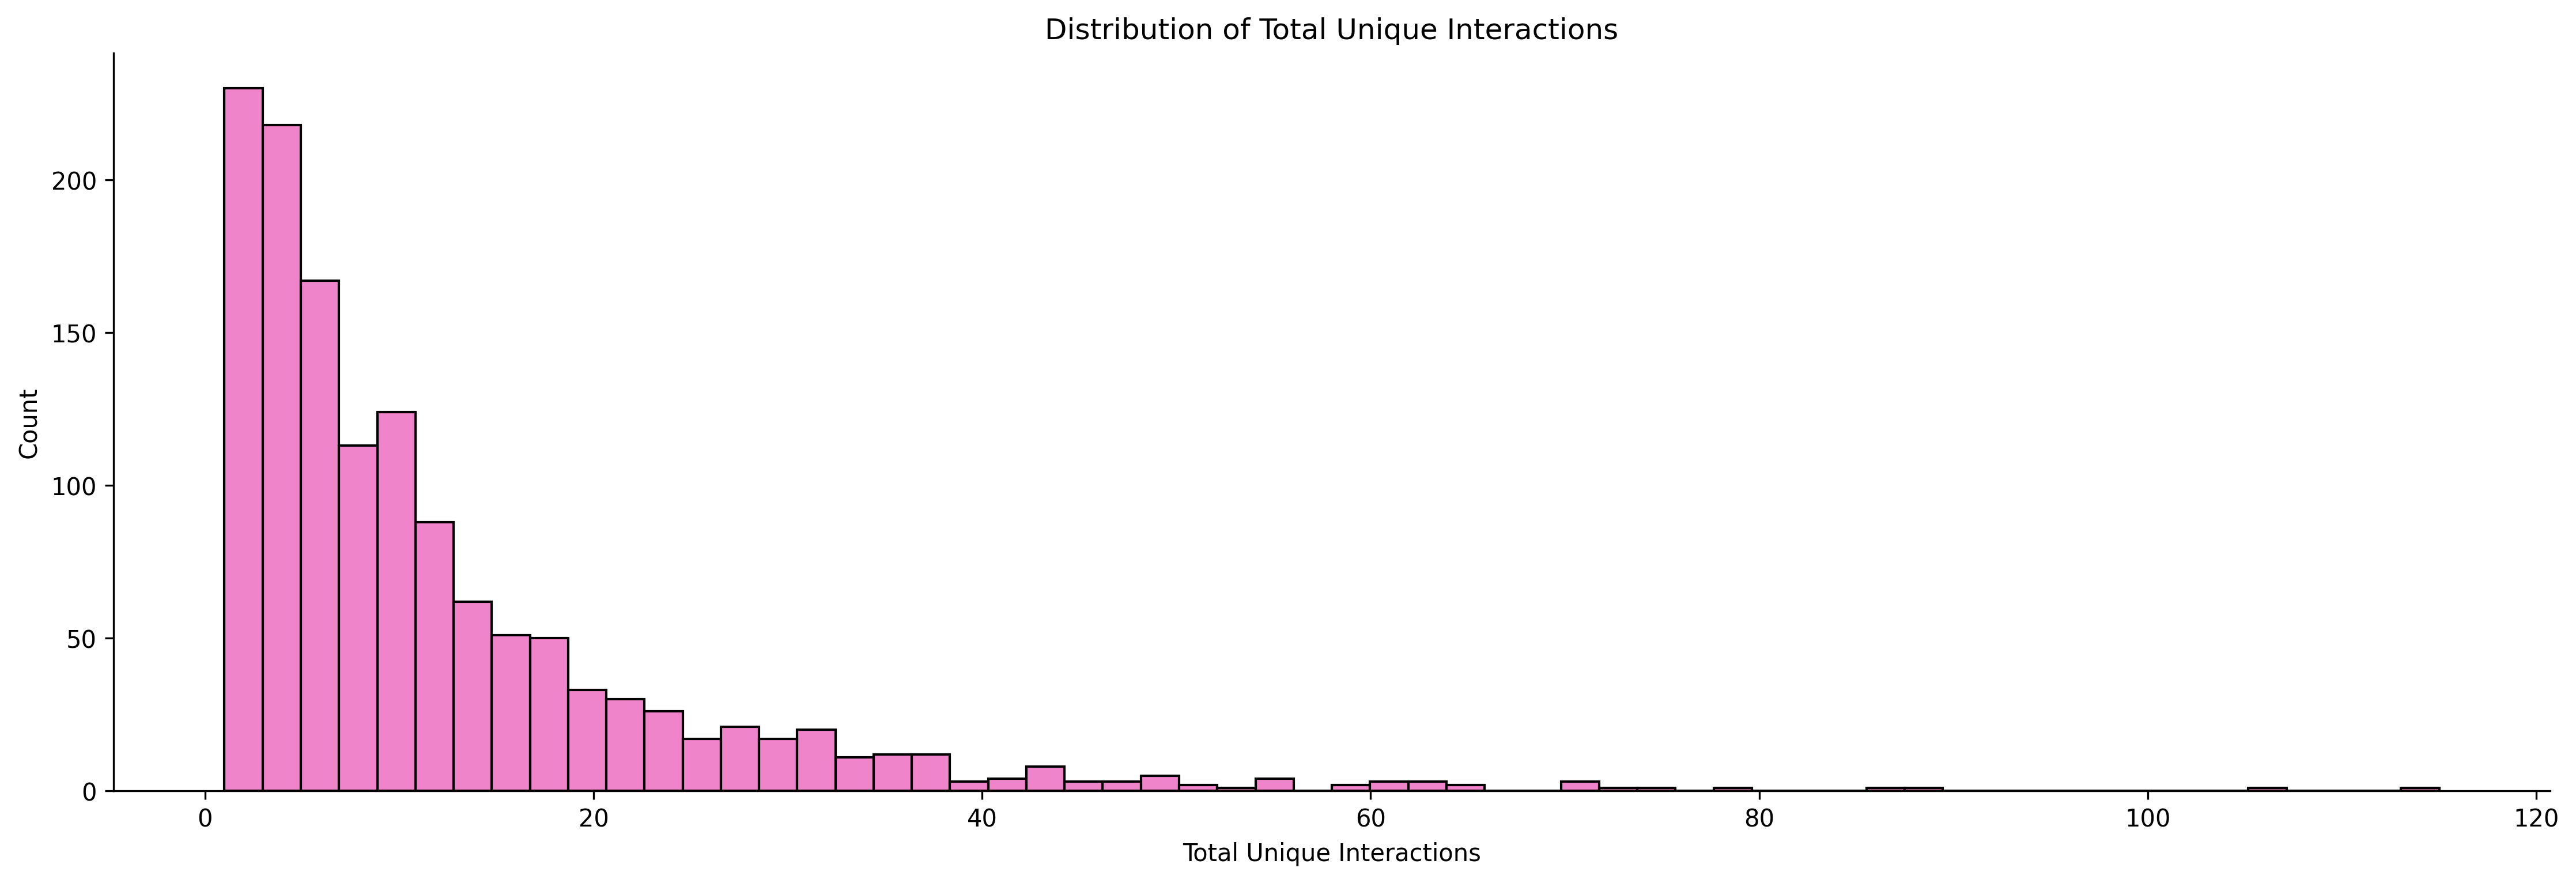 Distribution of Total Unique Interactions
200
150
100
50
0
Count
0 20 40 60 80 100 120
Total Unique Interactions